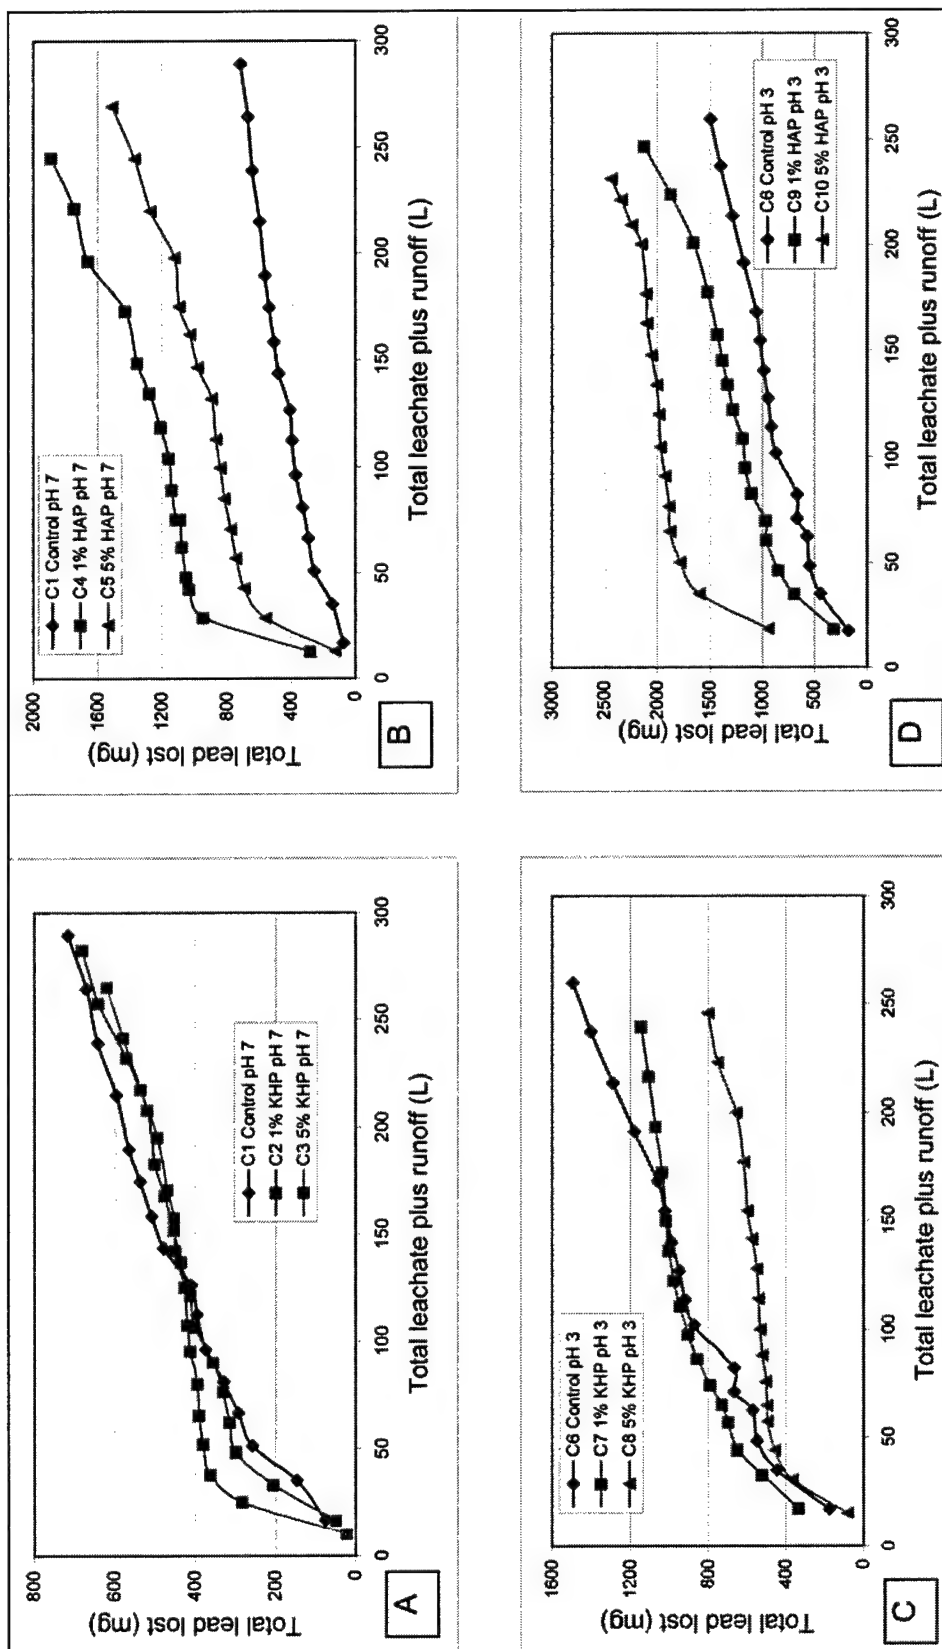 A
Total lead lost (mg)
800
600
400
200
0
C1 Control pH 7
C2 1% KHP pH 7
C3 5% KHP pH 7
0 50 100 150 200 250 300
Total leachate plus runoff (L)
B
Total lead lost (mg)
2000
1600
1200
800
400
0
C1 Control pH 7
C4 1% HAP pH 7
C5 5% HAP pH 7
0 50 100 150 200 250 300
Total leachate plus runoff (L)
C
Total lead lost (mg)
1600
1200
800
400
0
C6 Control pH 3
C7 1% KHP pH 3
C8 5% KHP pH 3
0 50 100 150 200 250 300
Total leachate plus runoff (L)
D
Total lead lost (mg)
3000
2500
2000
1500
1000
500
0
C6 Control pH 3
C9 1% HAP pH 3
C10 5% HAP pH 3
0 50 100 150 200 250 300
Total leachate plus runoff (L)